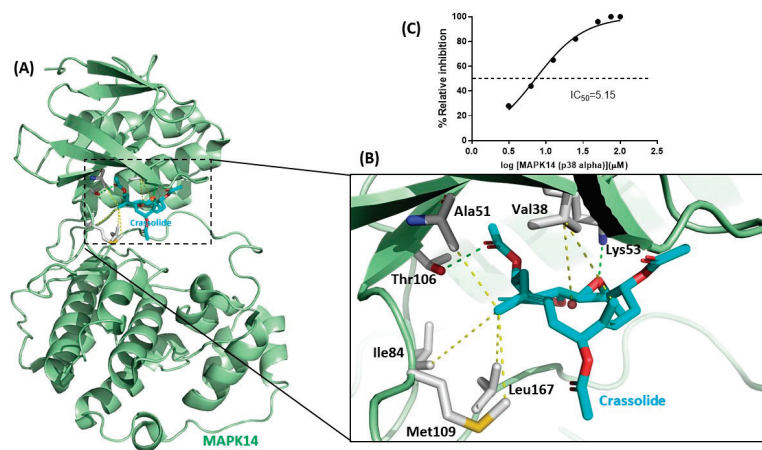 (A)
Crassolide
MAPK14
(C)
% Relative inhibition
100
80
60
40
20
0
IC50=5.15
0.0 0.5 1.0 1.5 2.0 2.5
log [MAPK14 (p38 alpha)](µM)
(B)
Ala51
Val38
Lys53
Thr106
Ile84
Leu167
Met109
Crassolide